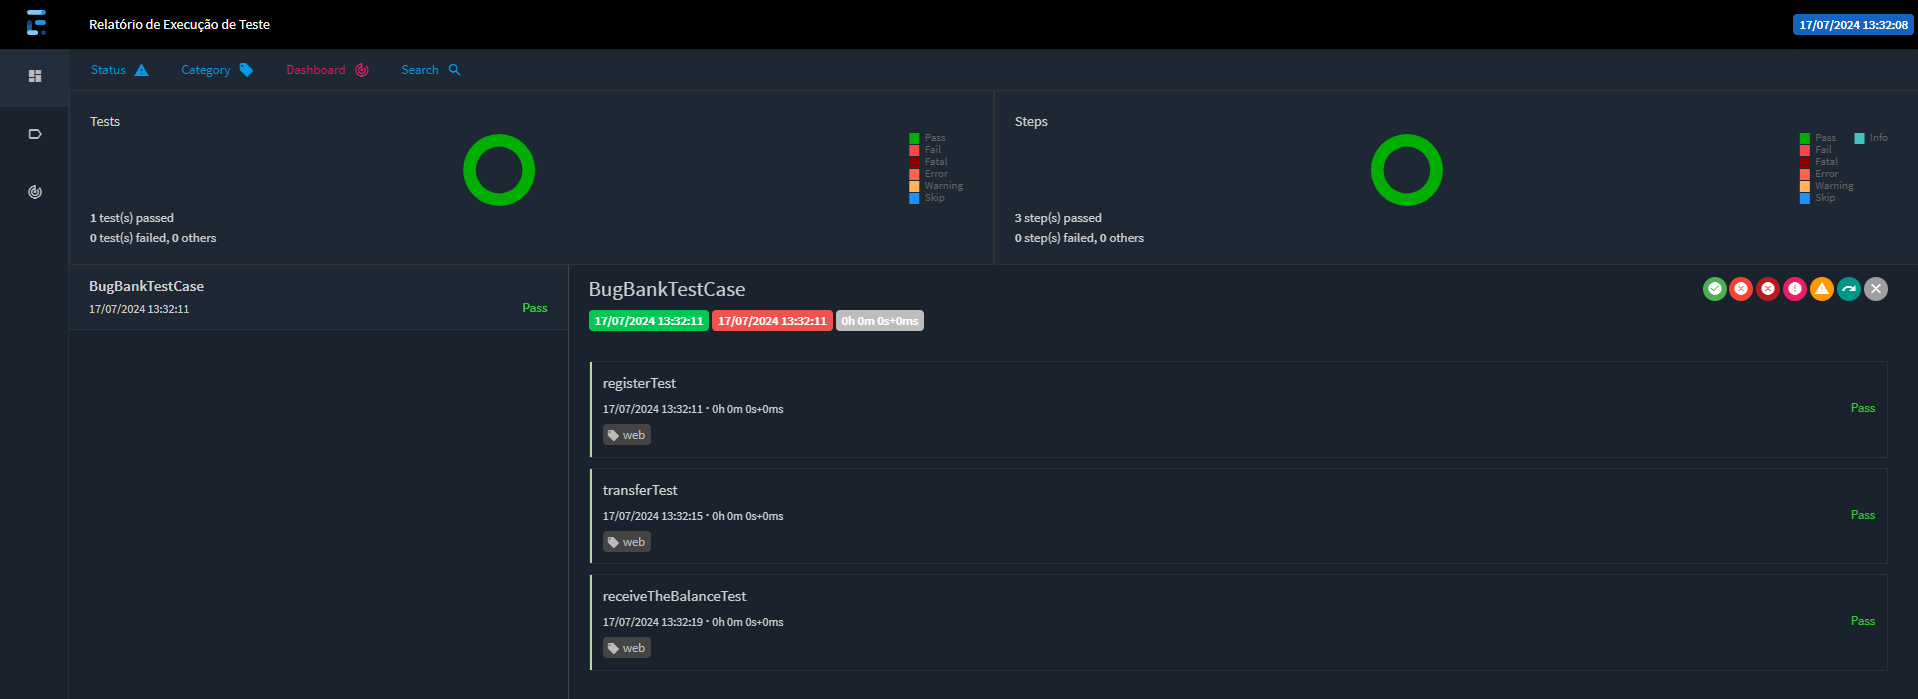 Relatório de Execução de Teste
17/07/2024 13:32:08
Status
Category
Dashboard
Search
Tests
Pass
Fail
Fatal
Error
Warning
Skip
1 test(s) passed
0 test(s) failed, 0 others
Steps
Pass
Info
Fail
Fatal
Error
Warning
Skip
3 step(s) passed
0 step(s) failed, 0 others
BugBankTestCase
17/07/2024 13:32:11
Pass
BugBankTestCase
17/07/2024 13:32:11 17/07/2024 13:32:11 0h 0m 0s+0ms
registerTest
17/07/2024 13:32:11 · 0h 0m 0s+0ms
Pass
web
transferTest
17/07/2024 13:32:15 · 0h 0m 0s+0ms
Pass
web
receiveTheBalanceTest
17/07/2024 13:32:19 · 0h 0m 0s+0ms
Pass
web